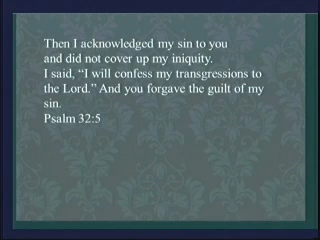 Then I acknowledged my sin to you
and did not cover up my iniquity.
I said, “I will confess my transgressions to
the Lord.” And you forgave the guilt of my
sin.
Psalm 32:5